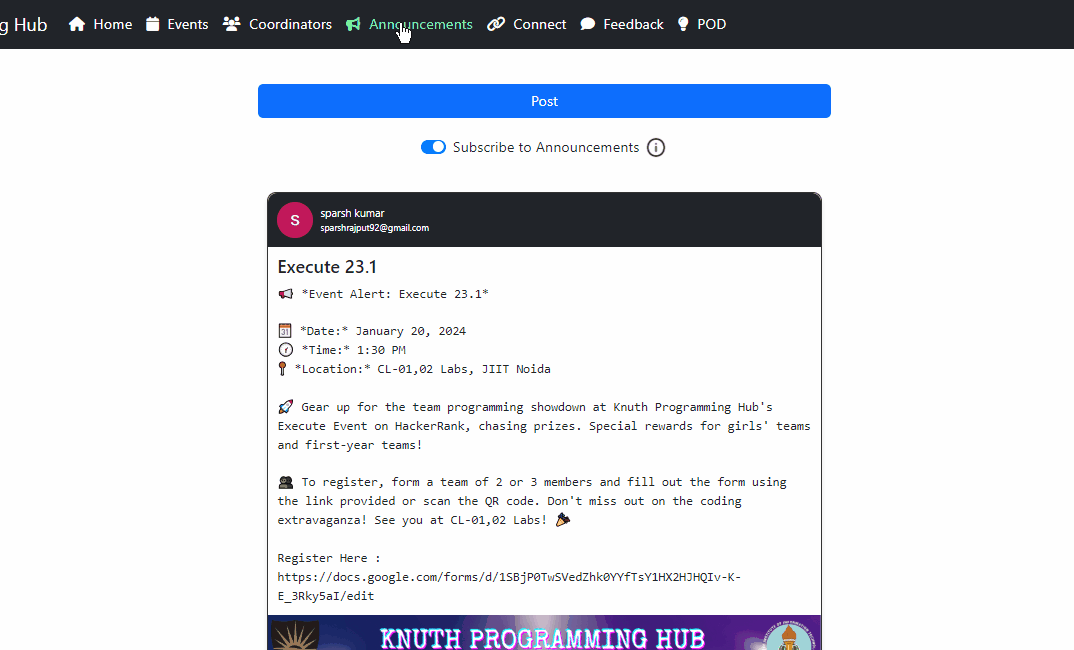 g Hub Home Events Coordinators Announcements Connect Feedback POD
Post
Subscribe to Announcements
S
sparsh kumar
sparshrajput92@gmail.com
Execute 23.1
*Event Alert: Execute 23.1*
*Date:* January 20, 2024
*Time:* 1:30 PM
*Location:* CL-01,02 Labs, JIIT Noida
Gear up for the team programming showdown at Knuth Programming Hub's
Execute Event on HackerRank, chasing prizes. Special rewards for girls' teams
and first-year teams!
To register, form a team of 2 or 3 members and fill out the form using
the link provided or scan the QR code. Don't miss out on the coding
extravaganza! See you at CL-01,02 Labs!
Register Here :
https://docs.google.com/forms/d/1SBjP0TwSVedZhk0YYfTsY1HX2HJHQIv-K-
E_3Rky5aI/edit
KNUTH PROGRAMMING HUB